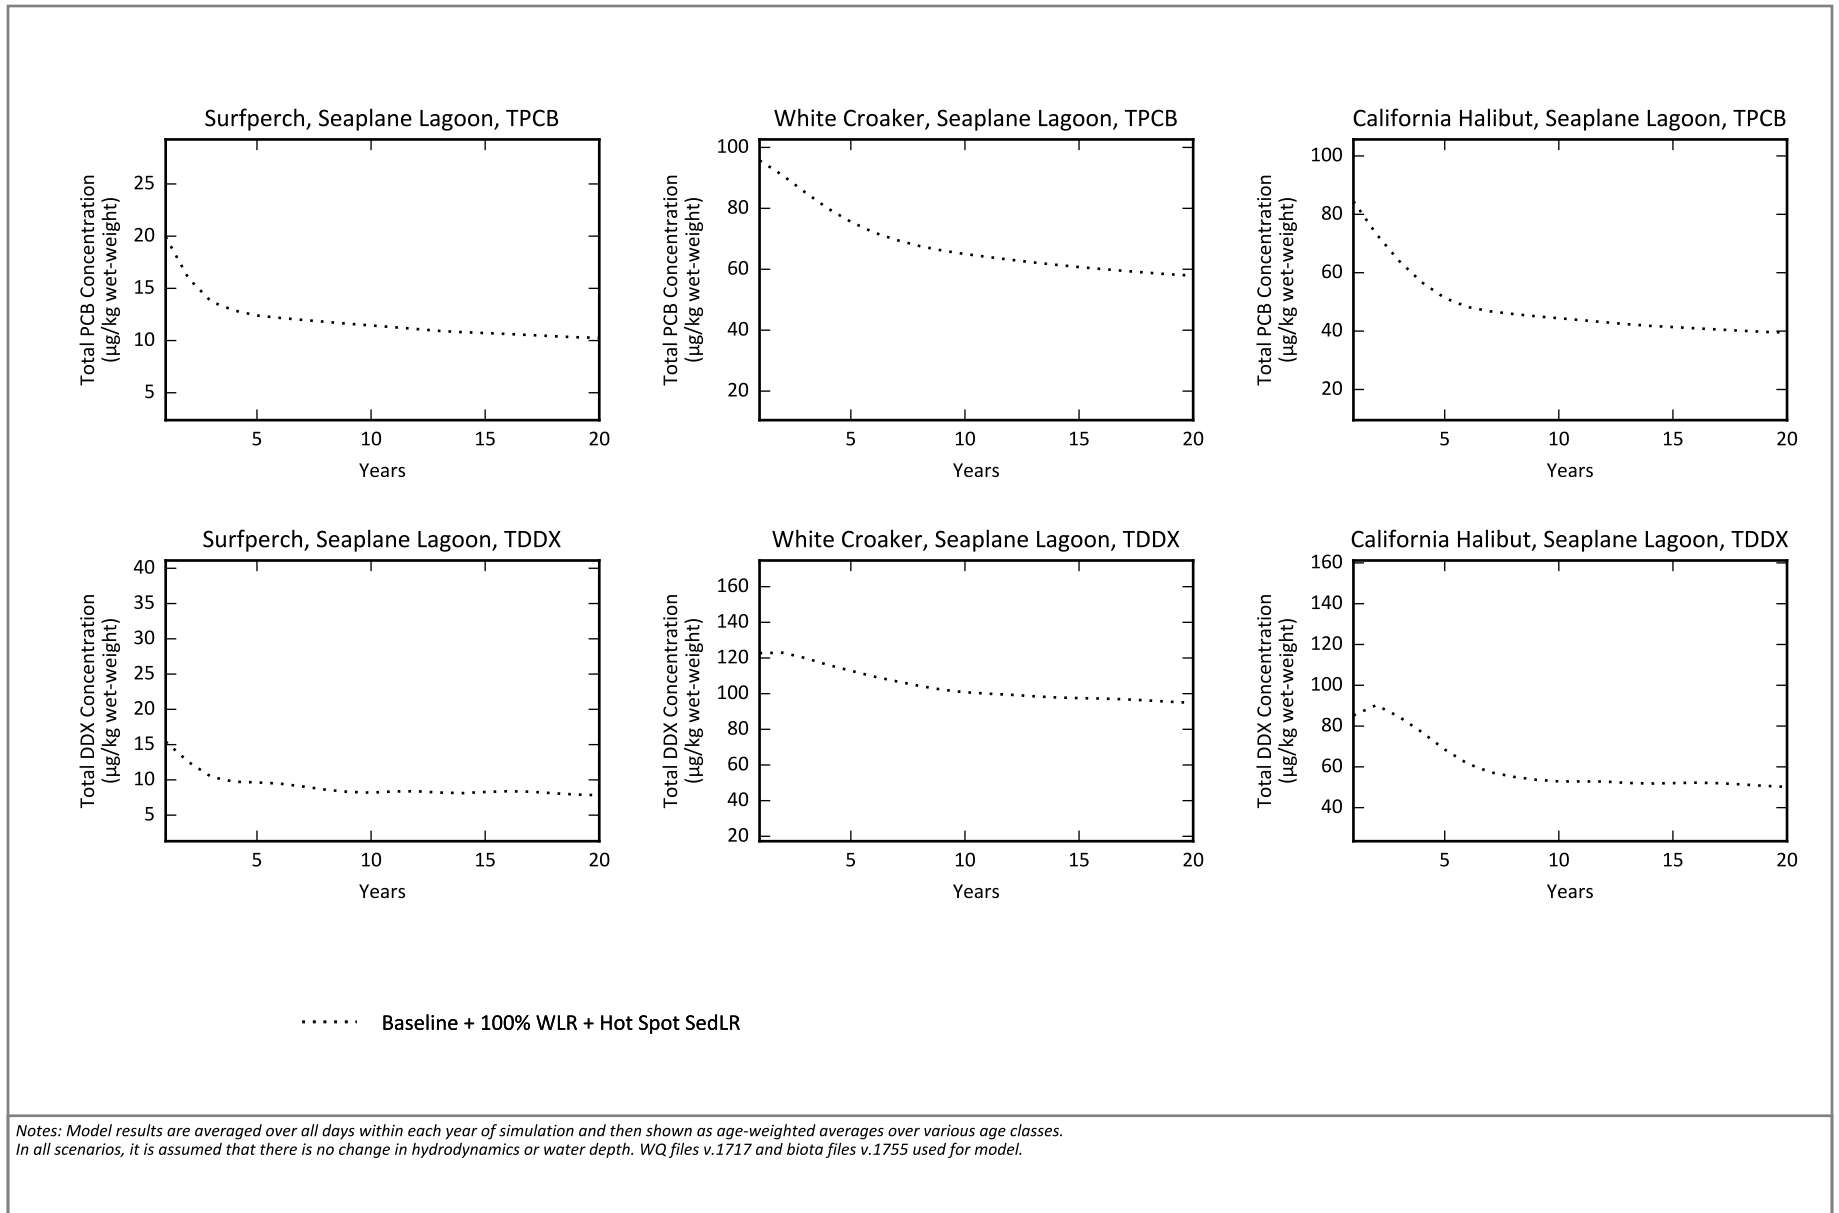 Surfperch, Seaplane Lagoon, TPCB
Total PCB Concentration
(µg/kg wet-weight)
25
20
15
10
5
5 10 15 20
Years
White Croaker, Seaplane Lagoon, TPCB
Total PCB Concentration
(µg/kg wet-weight)
100
80
60
40
20
5 10 15 20
Years
California Halibut, Seaplane Lagoon, TPCB
Total PCB Concentration
(µg/kg wet-weight)
100
80
60
40
20
5 10 15 20
Years
Surfperch, Seaplane Lagoon, TDDX
Total DDX Concentration
(µg/kg wet-weight)
40
35
30
25
20
15
10
5
5 10 15 20
Years
White Croaker, Seaplane Lagoon, TDDX
Total DDX Concentration
(µg/kg wet-weight)
160
140
120
100
80
60
40
20
5 10 15 20
Years
California Halibut, Seaplane Lagoon, TDDX
Total DDX Concentration
(µg/kg wet-weight)
160
140
120
100
80
60
40
5 10 15 20
Years
Baseline + 100% WLR + Hot Spot SedLR
Notes: Model results are averaged over all days within each year of simulation and then shown as age-weighted averages over various age classes.
In all scenarios, it is assumed that there is no change in hydrodynamics or water depth. WQ files v.1717 and biota files v.1755 used for model.